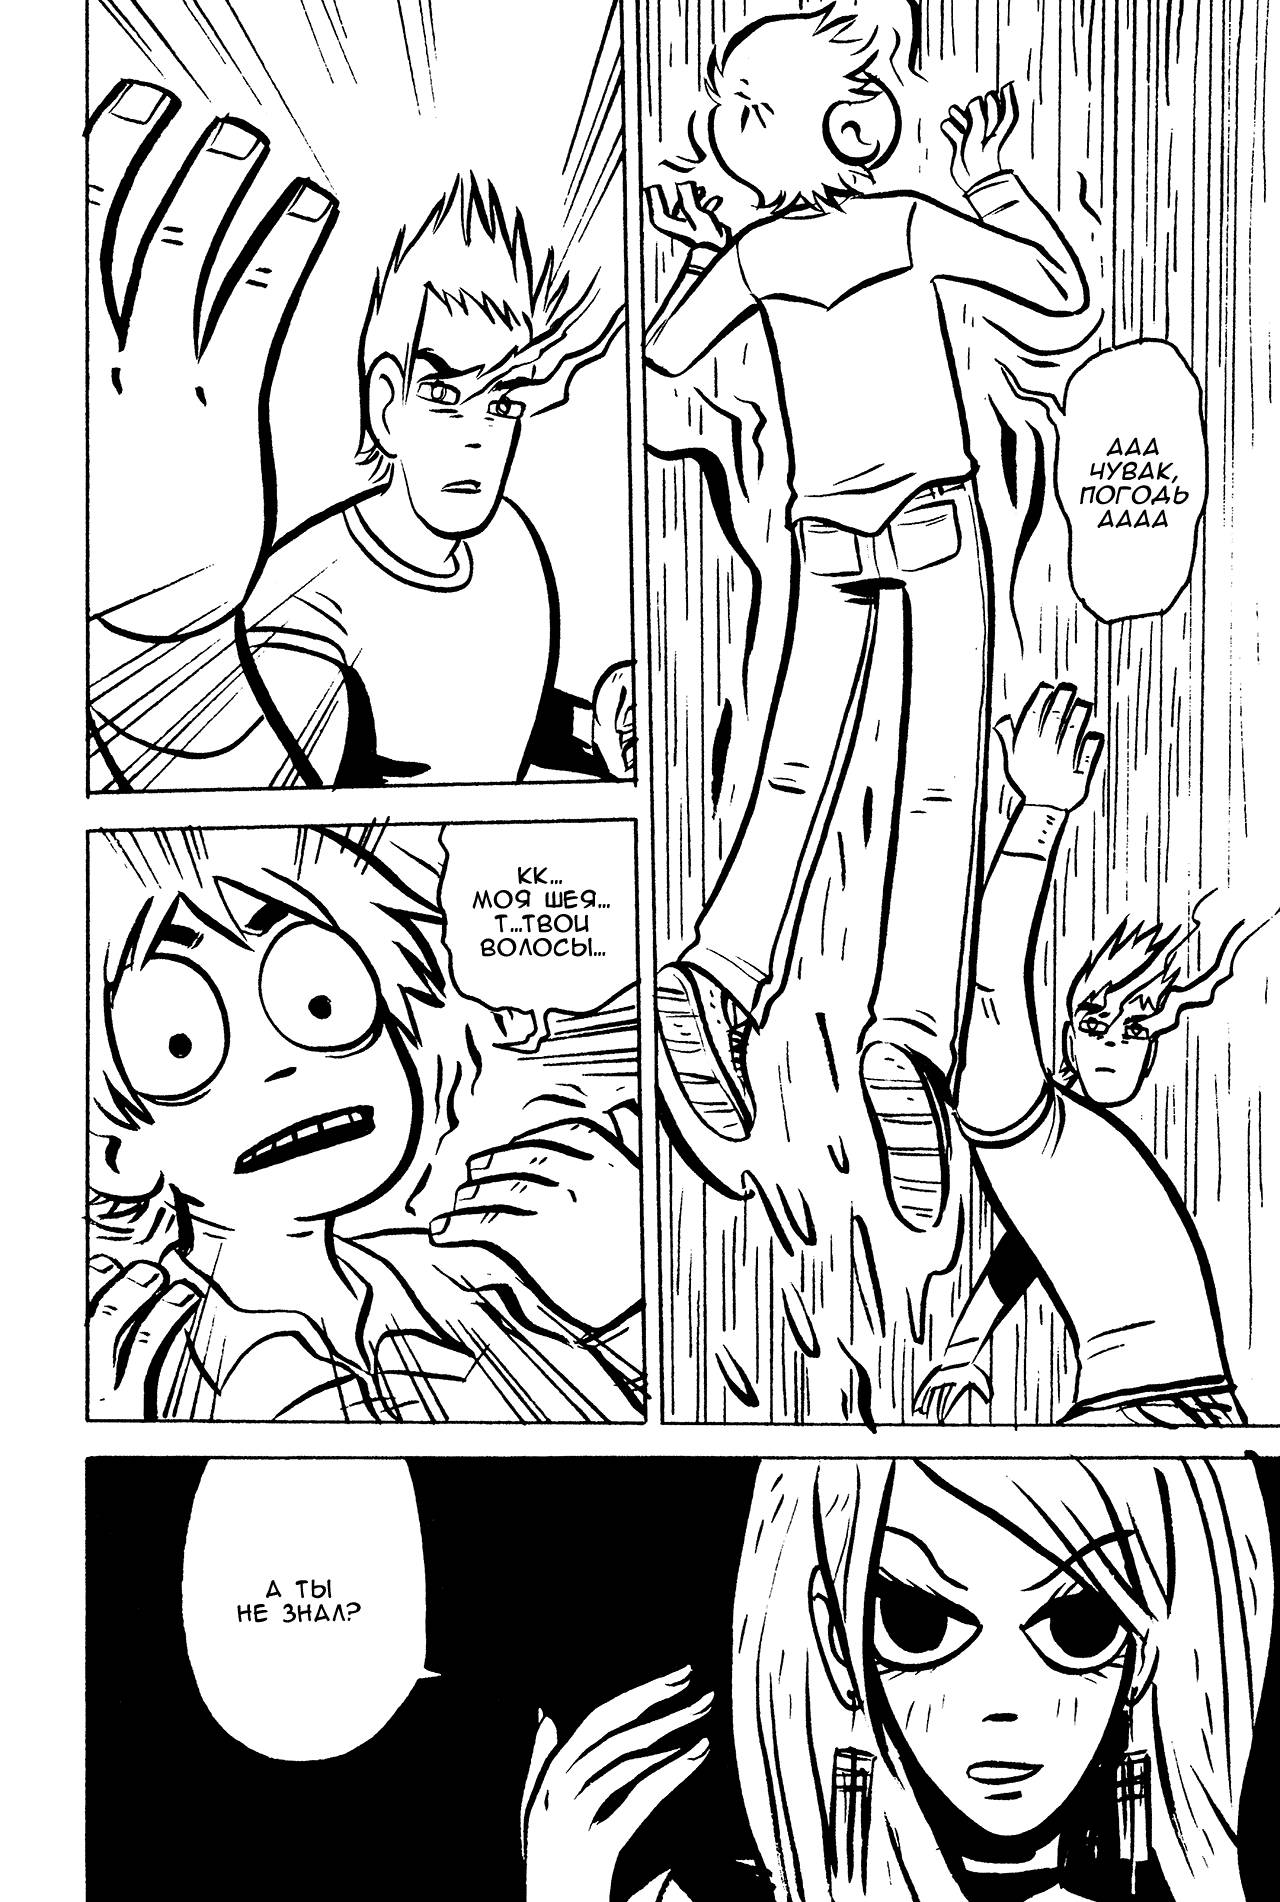 ААА
ЧУВАК,
ПОГОДЬ
АААА
КК...
МОЯ ШЕЯ...
Т...ТВОИ
ВОЛОСЫ...
А ТЫ
НЕ ЗНАЛ?